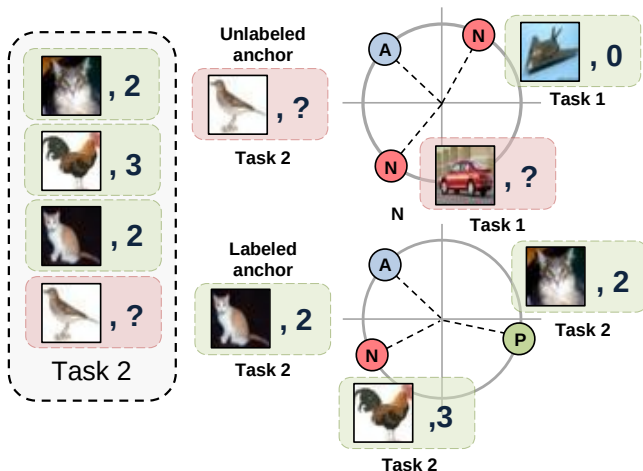 , 2
, 3
, 2
, ?
Task 2
Unlabeled
anchor
, ?
Task 2
A
N
N
, 0
Task 1
, ?
Task 1
N
Labeled
anchor
, 2
Task 2
A
N
P
, 2
Task 2
,3
Task 2